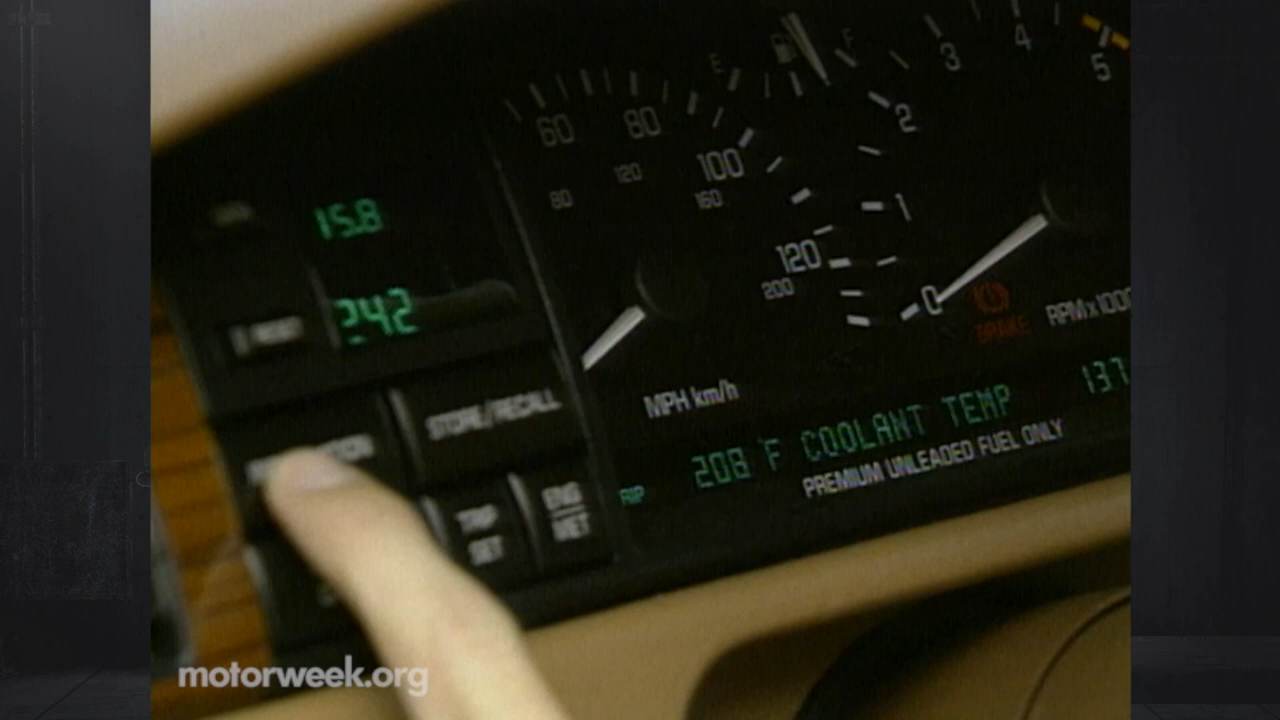 15.8
242
STORE/RECALL
TRIP
SET
ENG
MET
60
80
100
120
80
120
160
200
MPH km/h
E
F
0
1
2
3
4
5
BRAKE
RPM x 100
208 °F COOLANT TEMP
137
PREMIUM UNLEADED FUEL ONLY
motorweek.org